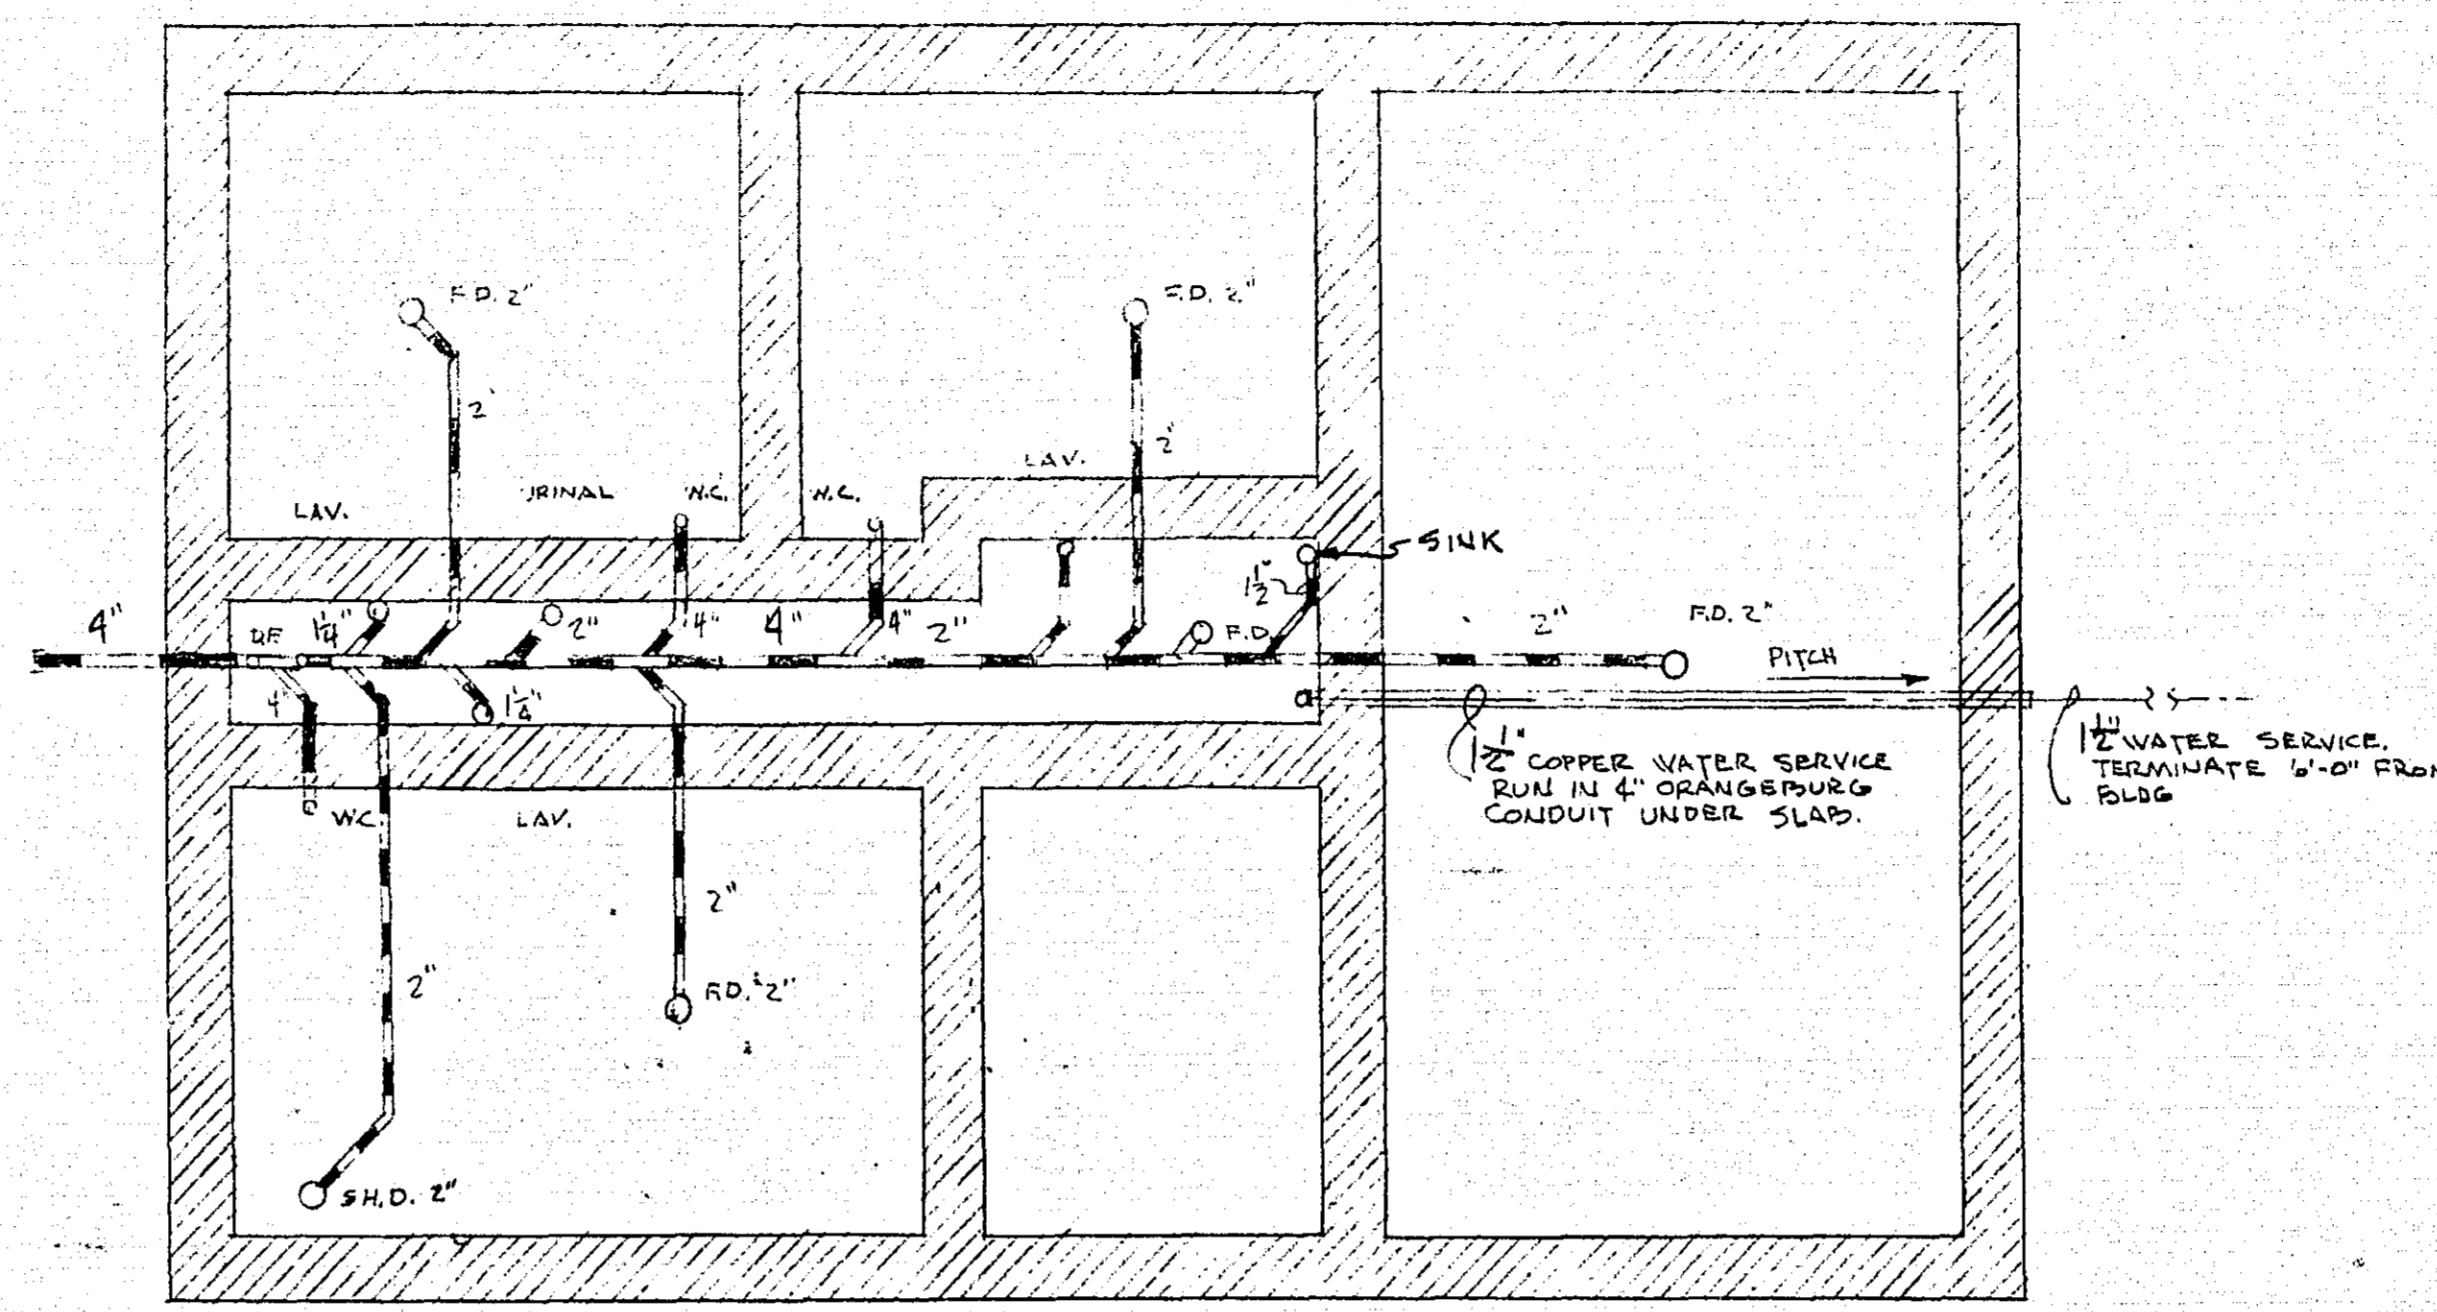 F.D. 2"
F.D. 2"
2'
2'
LAV.
URINAL
W.C.
W.C.
LAV.
SINK
1½"
4"
D.F.
1¼"
2"
4"
4"
4"
2"
F.D.
2"
F.D. 2"
PITCH
4"
1¼"
1½" COPPER WATER SERVICE
RUN IN 4" ORANGEBURG
CONDUIT UNDER SLAB.
1½" WATER SERVICE.
TERMINATE 6'-0" FROM
BLDG
W.C.
LAV.
2"
2"
F.D. 2"
SH.D. 2"